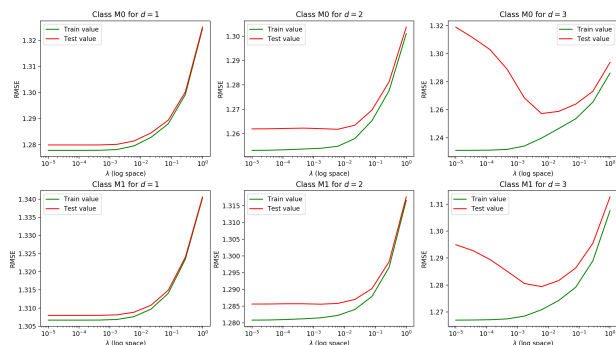 Class M0 for d = 1
Train value
Test value
RMSE
1.32
1.30
1.29
1.28
10⁻⁵ 10⁻⁴ 10⁻³ 10⁻² 10⁻¹ 10⁰
λ (log space)
Class M0 for d = 2
Train value
Test value
RMSE
1.30
1.29
1.28
1.27
1.26
10⁻⁵ 10⁻⁴ 10⁻³ 10⁻² 10⁻¹ 10⁰
λ (log space)
Class M0 for d = 3
Train value
Test value
RMSE
1.32
1.30
1.28
1.26
1.24
10⁻⁵ 10⁻⁴ 10⁻³ 10⁻² 10⁻¹ 10⁰
λ (log space)
Class M1 for d = 1
Train value
Test value
RMSE
1.340
1.335
1.330
1.325
1.320
1.315
1.310
1.305
10⁻⁵ 10⁻⁴ 10⁻³ 10⁻² 10⁻¹ 10⁰
λ (log space)
Class M1 for d = 2
Train value
Test value
RMSE
1.315
1.310
1.305
1.300
1.295
1.290
1.285
1.280
10⁻⁵ 10⁻⁴ 10⁻³ 10⁻² 10⁻¹ 10⁰
λ (log space)
Class M1 for d = 3
Train value
Test value
RMSE
1.31
1.30
1.29
1.28
1.27
10⁻⁵ 10⁻⁴ 10⁻³ 10⁻² 10⁻¹ 10⁰
λ (log space)